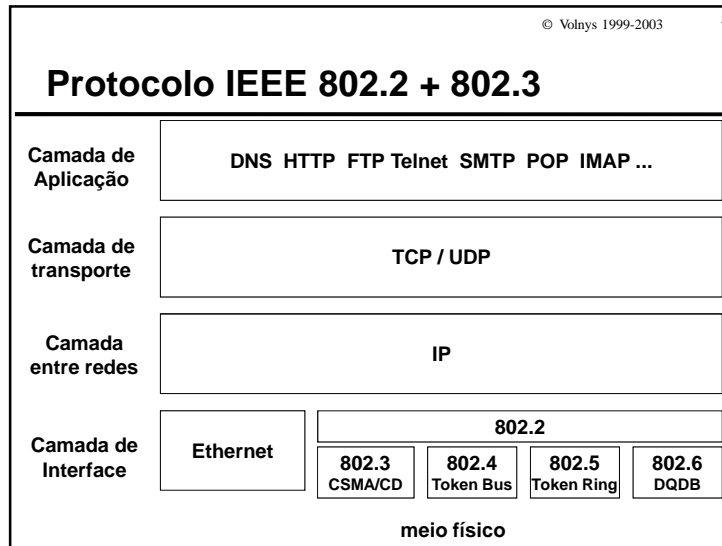 © Volnys 1999-2003
Protocolo IEEE 802.2 + 802.3
Camada de
Aplicação
DNS HTTP FTP Telnet SMTP POP IMAP ...
Camada de
transporte
TCP / UDP
Camada
entre redes
IP
Camada de
Interface
Ethernet
802.2
802.3
CSMA/CD
802.4
Token Bus
802.5
Token Ring
802.6
DQDB
meio físico